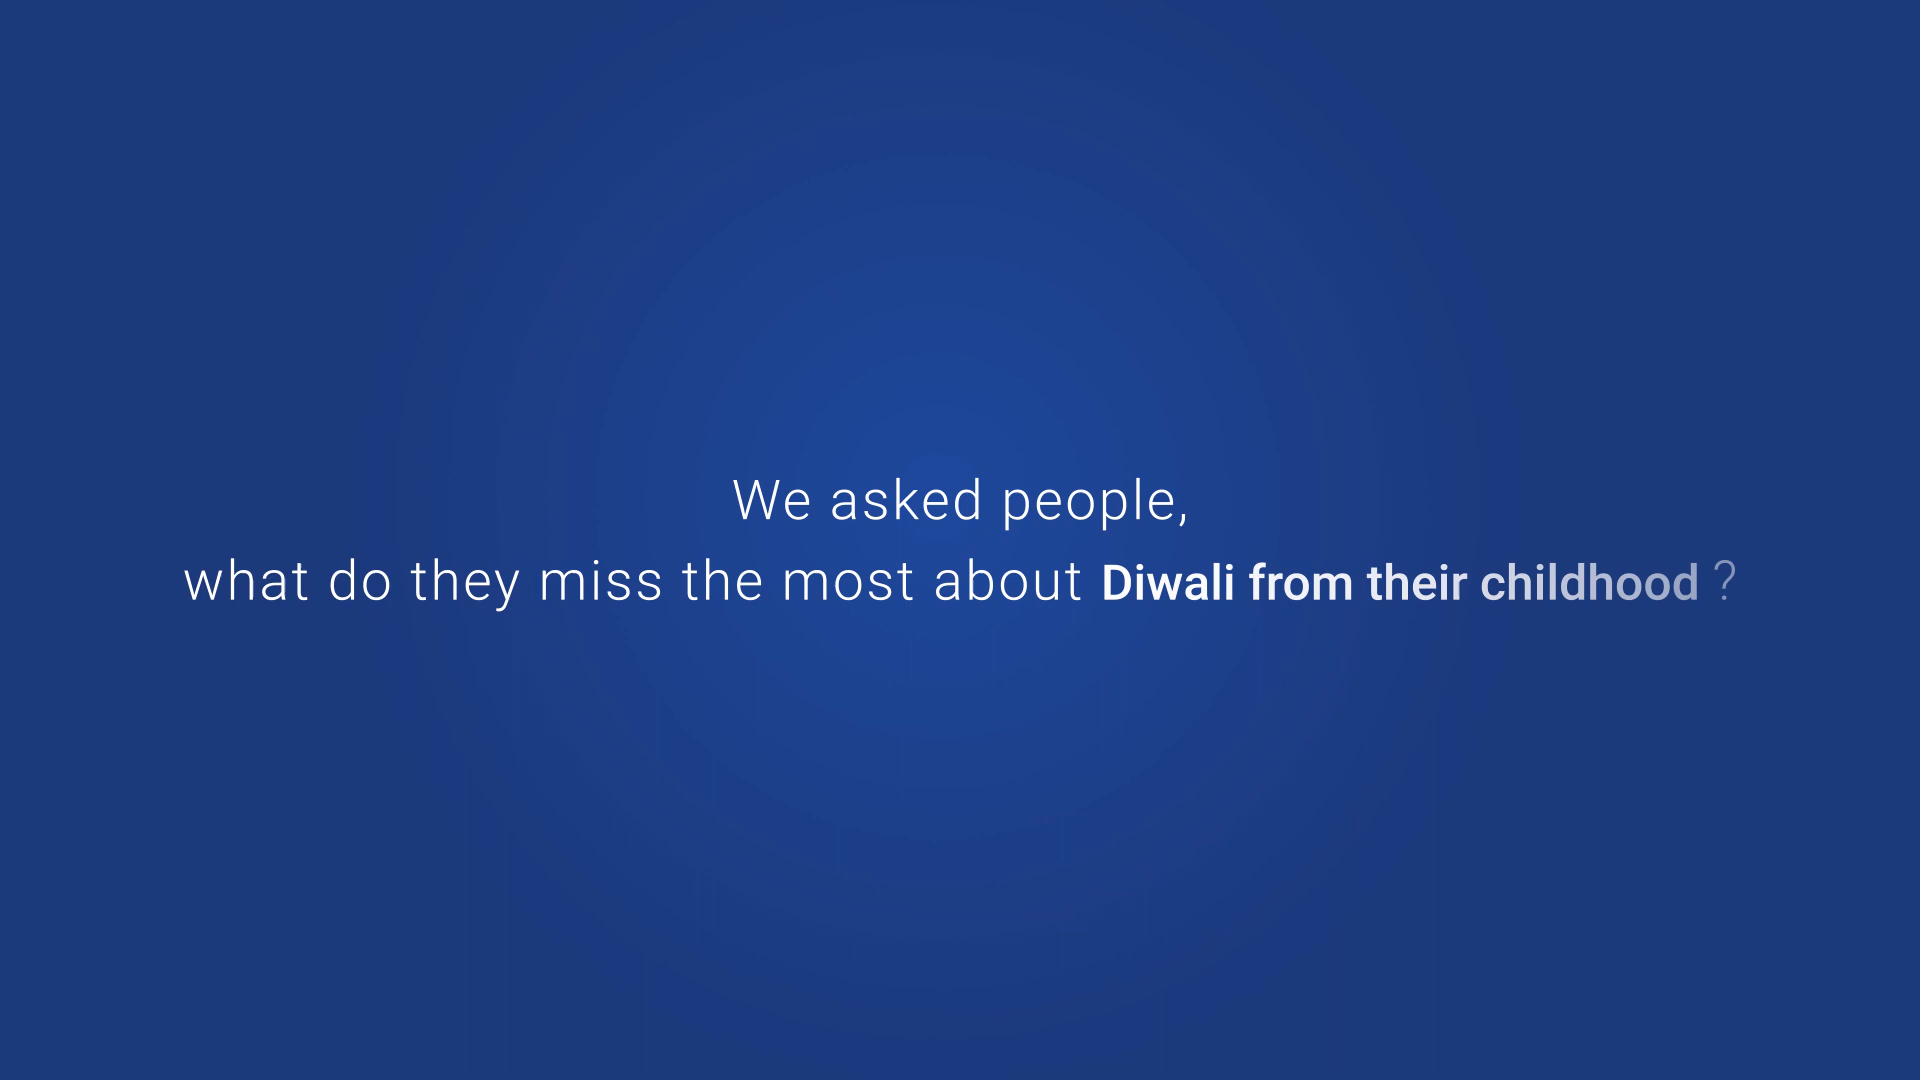 We asked people,
what do they miss the most about Diwali from their childhood ?